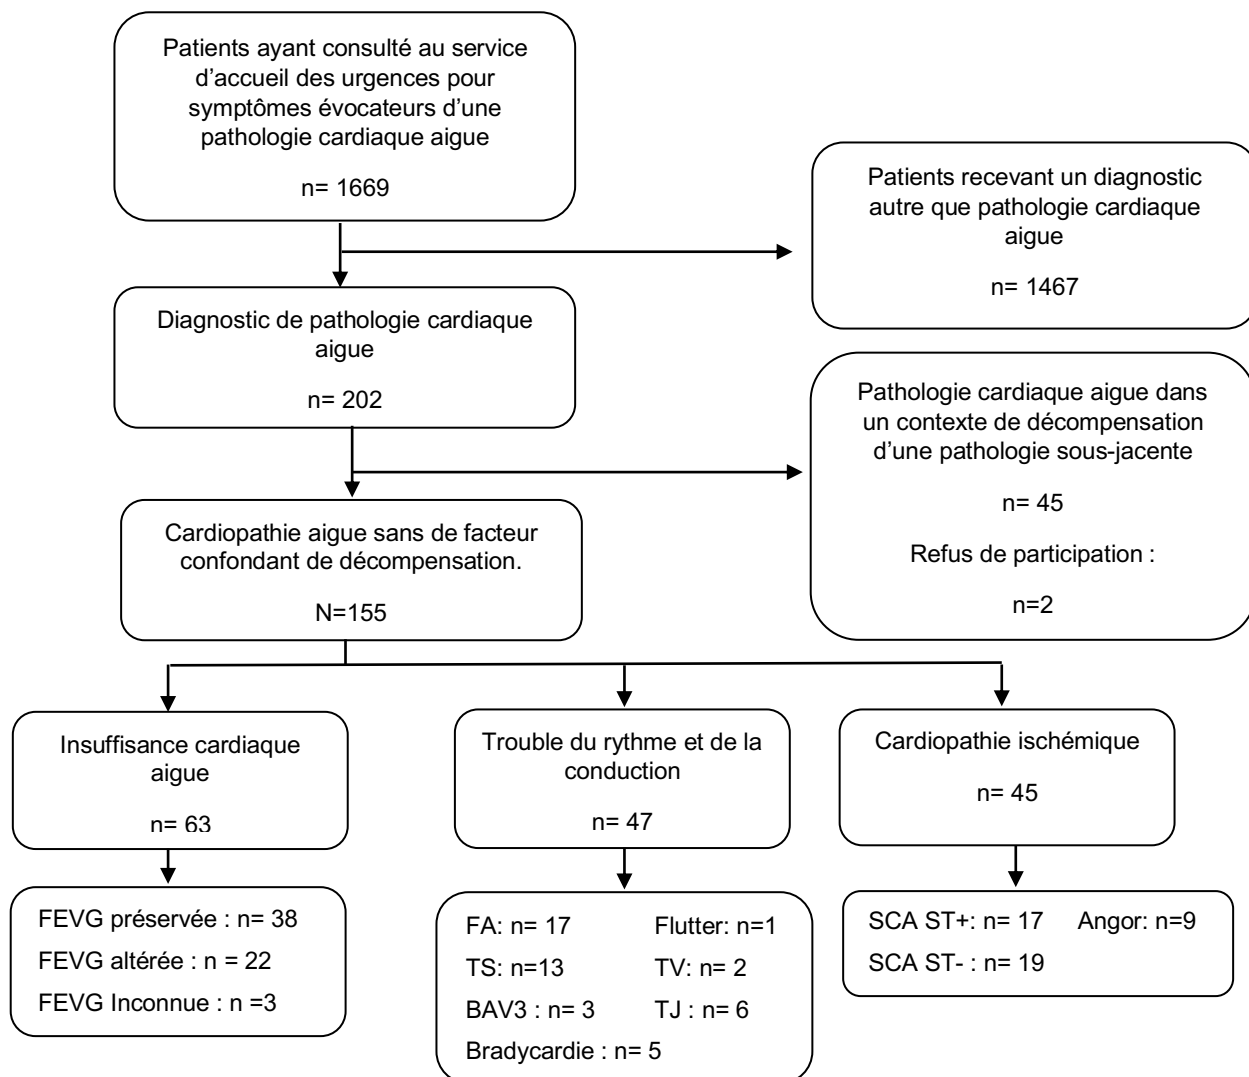 Patients ayant consulté au service
d'accueil des urgences pour
symptômes évocateurs d'une
pathologie cardiaque aigue
n= 1669
Patients recevant un diagnostic
autre que pathologie cardiaque
aigue
n= 1467
Diagnostic de pathologie cardiaque
aigue
n= 202
Pathologie cardiaque aigue dans
un contexte de décompensation
d'une pathologie sous-jacente
n= 45
Refus de participation :
n=2
Cardiopathie aigue sans de facteur
confondant de décompensation.
N=155
Insuffisance cardiaque
aigue
n= 63
Trouble du rythme et de la
conduction
n= 47
Cardiopathie ischémique
n= 45
FEVG préservée : n= 38
FEVG altérée : n = 22
FEVG Inconnue : n =3
FA: n= 17 Flutter: n=1
TS: n=13 TV: n= 2
BAV3 : n= 3 TJ : n= 6
Bradycardie : n= 5
SCA ST+: n= 17 Angor: n=9
SCA ST- : n= 19